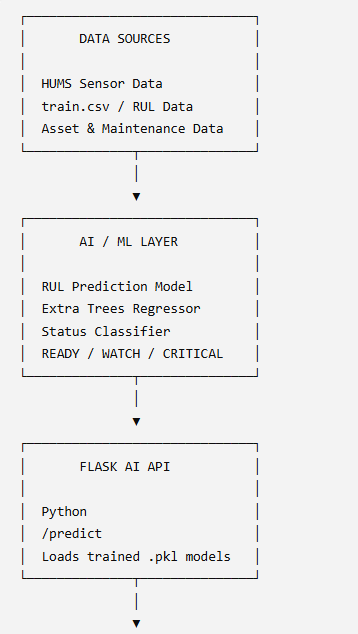 DATA SOURCES
HUMS Sensor Data
train.csv / RUL Data
Asset & Maintenance Data
▼
AI / ML LAYER
RUL Prediction Model
Extra Trees Regressor
Status Classifier
READY / WATCH / CRITICAL
▼
FLASK AI API
Python
/predict
Loads trained .pkl models
▼